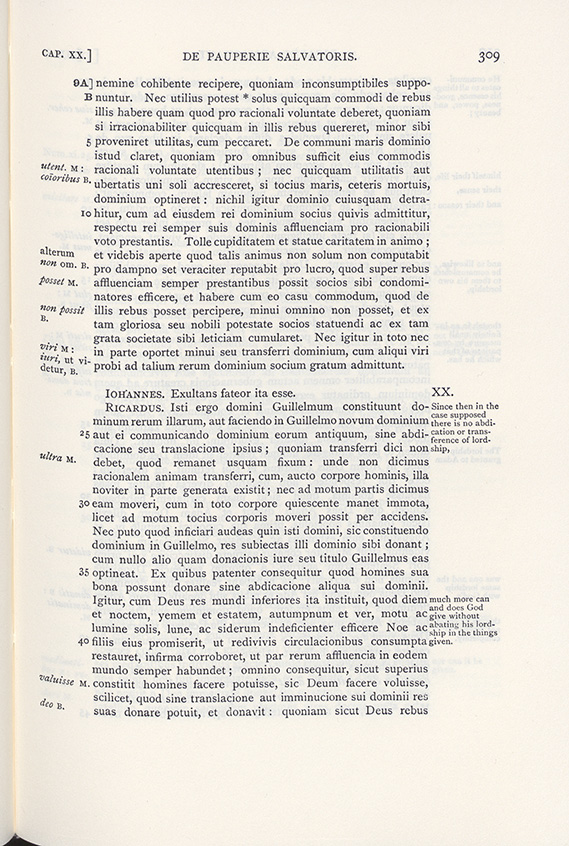 CAP. XX.] DE PAUPERIE SALVATORIS. 309
9A] nemine cohibente recipere, quoniam inconsumptibiles suppo-
B nuntur. Nec utilius potest * solus quicquam commodi de rebus
illis habere quam quod pro racionali voluntate deberet, quoniam
si irracionabiliter quicquam in illis rebus quereret, minor sibi
5 proveniret utilitas, cum peccaret. De communi maris dominio
istud claret, quoniam pro omnibus sufficit eius commodis
utent. M : racionali voluntate utentibus ; nec quicquam utilitatis aut
coioribus B. ubertatis uni soli accresceret, si tocius maris, ceteris mortuis,
dominium optineret : nichil igitur dominio cuiusquam detra-
10 hitur, cum ad eiusdem rei dominium socius quivis admittitur,
respectu rei semper suis dominis affluenciam pro racionabili
voto prestantis. Tolle cupiditatem et statue caritatem in animo ;
alterum et videbis aperte quod talis animus non solum non computabit
non om. B. pro dampno set veraciter reputabit pro lucro, quod super rebus
posset M. affluenciam semper prestantibus possit socios sibi condomi-
natores efficere, et habere cum eo casu commodum, quod de
non possit illis rebus posset percipere, minui omnino non posset, et ex
B. tam gloriosa seu nobili potestate socios statuendi ac ex tam
grata societate sibi leticiam cumularet. Nec igitur in toto nec
viri M : in parte oportet minui seu transferri dominium, cum aliqui viri
iuri, ut vi- probi ad talium rerum dominium socium gratum admittunt.
detur, B.
IOHANNES. Exultans fateor ita esse. XX.
RICARDUS. Isti ergo domini Guillelmum constituunt do- Since then in the
minum rerum illarum, aut faciendo in Guillelmo novum dominium case supposed
there is no abdi-
25 aut ei communicando dominium eorum antiquum, sine abdi- cation or trans-
ference of lord-
cacione seu translacione ipsius ; quoniam transferri dici non ship,
ultra M. debet, quod remanet usquam fixum : unde non dicimus
racionalem animam transferri, cum, aucto corpore hominis, illa
noviter in parte generata existit ; nec ad motum partis dicimus
30 eam moveri, cum in toto corpore quiescente manet immota,
licet ad motum tocius corporis moveri possit per accidens.
Nec puto quod inficiari audeas quin isti domini, sic constituendo
dominium in Guillelmo, res subiectas illi dominio sibi donant ;
cum nullo alio quam donacionis iure seu titulo Guillelmus eas
35 optineat. Ex quibus patenter consequitur quod homines sua
bona possunt donare sine abdicacione aliqua sui dominii.
Igitur, cum Deus res mundi inferiores ita instituit, quod diem much more can
et noctem, yemem et estatem, autumpnum et ver, motu ac and does God
give without
lumine solis, lune, ac siderum indeficienter efficere Noe ac abating his lord-
ship in the things
40 filiis eius promiserit, ut redivivis circulacionibus consumpta given.
restauret, infirma corroboret, ut par rerum affluencia in eodem
mundo semper habundet ; omnino consequitur, sicut superius
valuisse M. constitit homines facere potuisse, sic Deum facere voluisse,
scilicet, quod sine translacione aut imminucione sui dominii res
deo B. suas donare potuit, et donavit : quoniam sicut Deus rebus